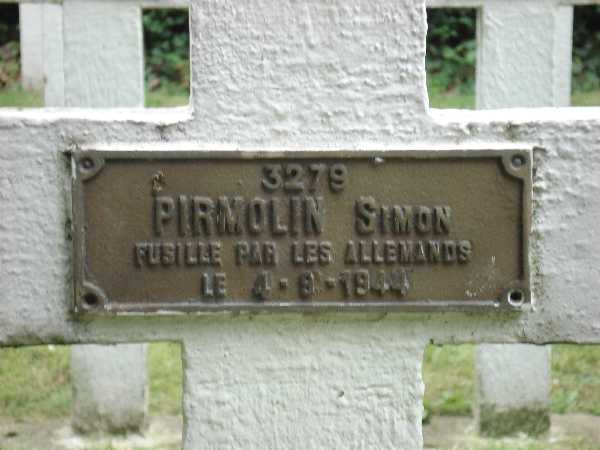 3279
PIRMOLIN SIMON
FUSILLE PAR LES ALLEMANDS
LE 4-9-1944